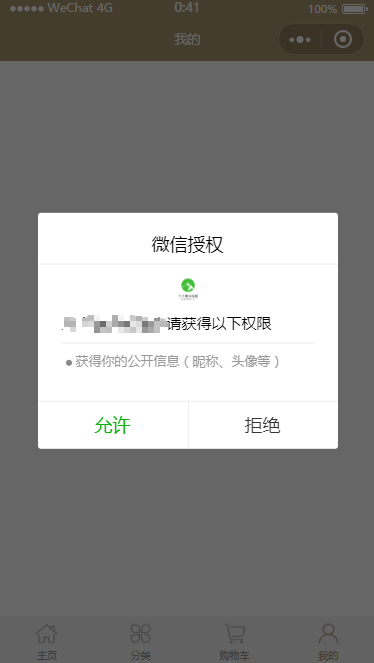 WeChat 4G 0:41 100%
我的
微信授权
请获得以下权限
获得你的公开信息（昵称、头像等）
允许 拒绝
主页 分类 购物车 我的